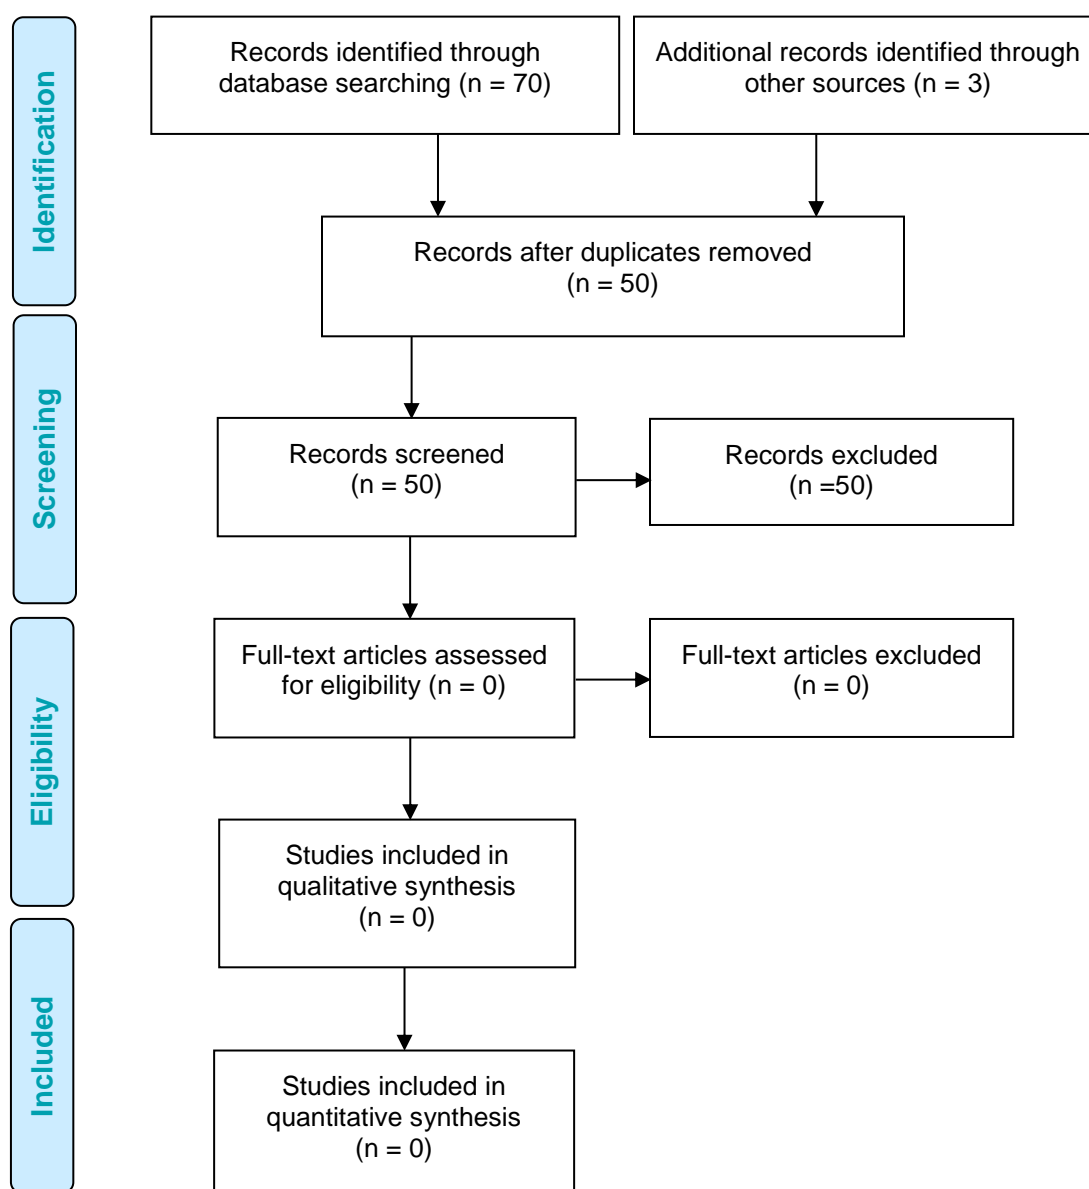 Identification
Records identified through
database searching (n = 70)
Additional records identified through
other sources (n = 3)
Records after duplicates removed
(n = 50)
Screening
Records screened
(n = 50)
Records excluded
(n =50)
Eligibility
Full-text articles assessed
for eligibility (n = 0)
Full-text articles excluded
(n = 0)
Studies included in
qualitative synthesis
(n = 0)
Included
Studies included in
quantitative synthesis
(n = 0)